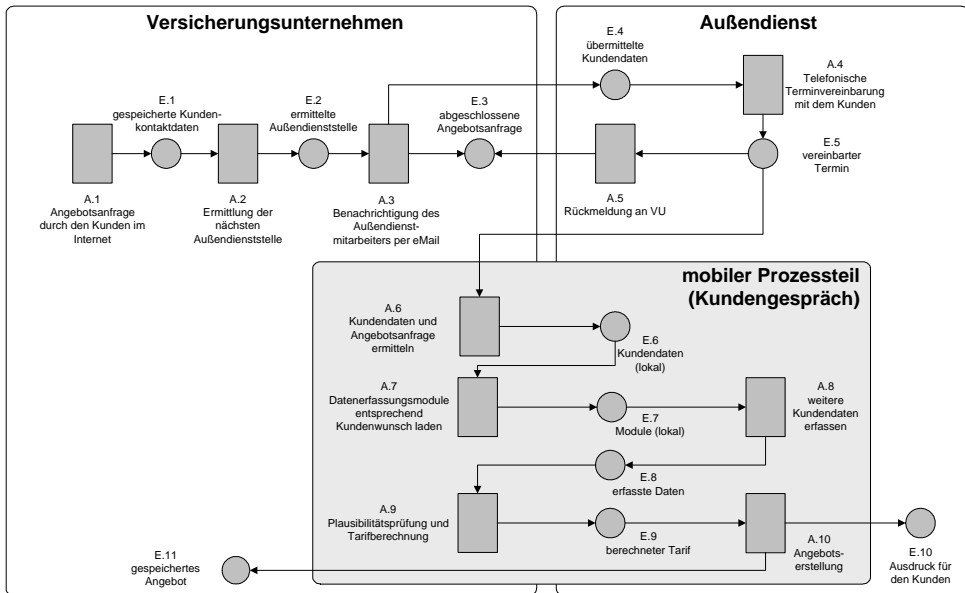 Versicherungsunternehmen
Außendienst
E.4
übermittelte
Kundendaten
A.4
Telefonische
Terminvereinbarung
mit dem Kunden
E.1
gespeicherte Kunden-
kontaktdaten
E.2
ermittelte
Außendienststelle
E.3
abgeschlossene
Angebotsanfrage
E.5
vereinbarter
Termin
A.1
Angebotsanfrage
durch den Kunden im
Internet
A.2
Ermittlung der
nächsten
Außendienststelle
A.3
Benachrichtigung des
Außendienst-
mitarbeiters per eMail
A.5
Rückmeldung an VU
mobiler Prozessteil
(Kundengespräch)
A.6
Kundendaten und
Angebotsanfrage
ermitteln
E.6
Kundendaten
(lokal)
A.7
Datenerfassungsmodule
entsprechend
Kundenwunsch laden
E.7
Module (lokal)
A.8
weitere
Kundendaten
erfassen
E.8
erfasste Daten
A.9
Plausibilitätsprüfung und
Tarifberechnung
E.9
berechneter Tarif
A.10
Angebots-
erstellung
E.10
Ausdruck für
den Kunden
E.11
gespeichertes
Angebot